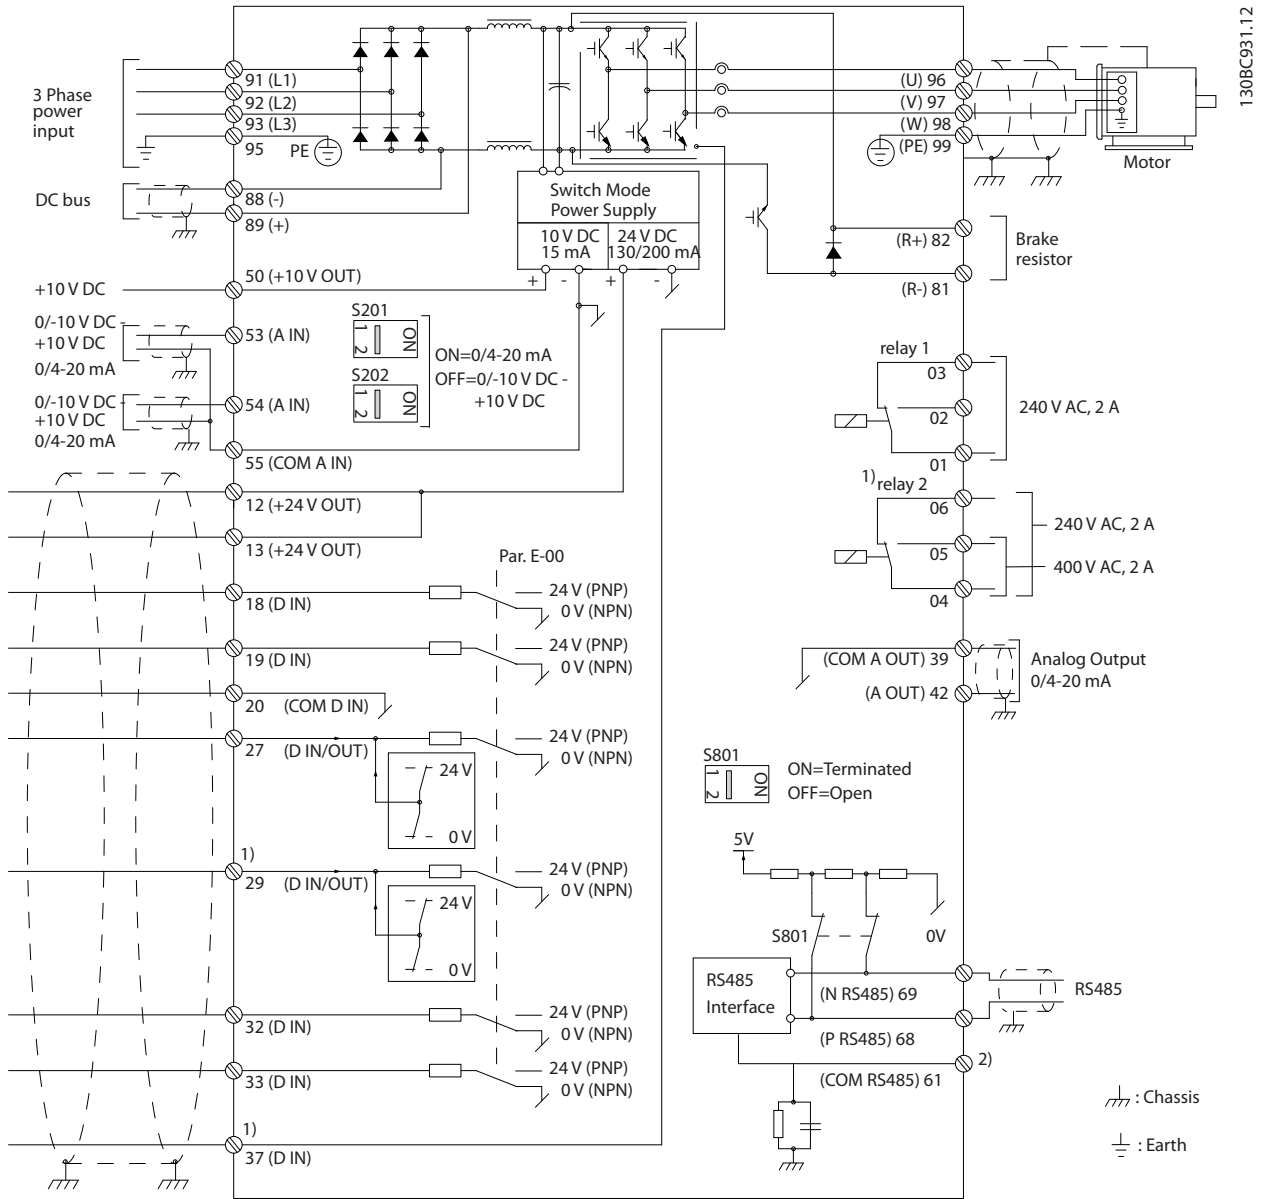 130BC931.12
3 Phase
power
input
91 (L1)
92 (L2)
93 (L3)
95
PE
DC bus
88 (-)
89 (+)
Switch Mode
Power Supply
10 V DC
15 mA
24 V DC
130/200 mA
+ - + -
(U) 96
(V) 97
(W) 98
(PE) 99
Motor
(R+) 82
(R-) 81
Brake
resistor
+10 V DC
50 (+10 V OUT)
0/-10 V DC -
+10 V DC
0/4-20 mA
53 (A IN)
0/-10 V DC -
+10 V DC
0/4-20 mA
54 (A IN)
55 (COM A IN)
S201
1 2
ON
S202
1 2
ON
ON=0/4-20 mA
OFF=0/-10 V DC -
+10 V DC
relay 1
03
02
01
240 V AC, 2 A
1)
relay 2
06
05
04
240 V AC, 2 A
400 V AC, 2 A
12 (+24 V OUT)
13 (+24 V OUT)
Par. E-00
18 (D IN)
24 V (PNP)
0 V (NPN)
19 (D IN)
24 V (PNP)
0 V (NPN)
20 (COM D IN)
27 (D IN/OUT)
24 V (PNP)
0 V (NPN)
24 V
0 V
1)
29 (D IN/OUT)
24 V (PNP)
0 V (NPN)
24 V
0 V
32 (D IN)
24 V (PNP)
0 V (NPN)
33 (D IN)
24 V (PNP)
0 V (NPN)
1)
37 (D IN)
(COM A OUT) 39
(A OUT) 42
Analog Output
0/4-20 mA
S801
1 2
ON
ON=Terminated
OFF=Open
5V
S801
0V
RS485
Interface
(N RS485) 69
(P RS485) 68
(COM RS485) 61
RS485
2)
: Chassis
: Earth